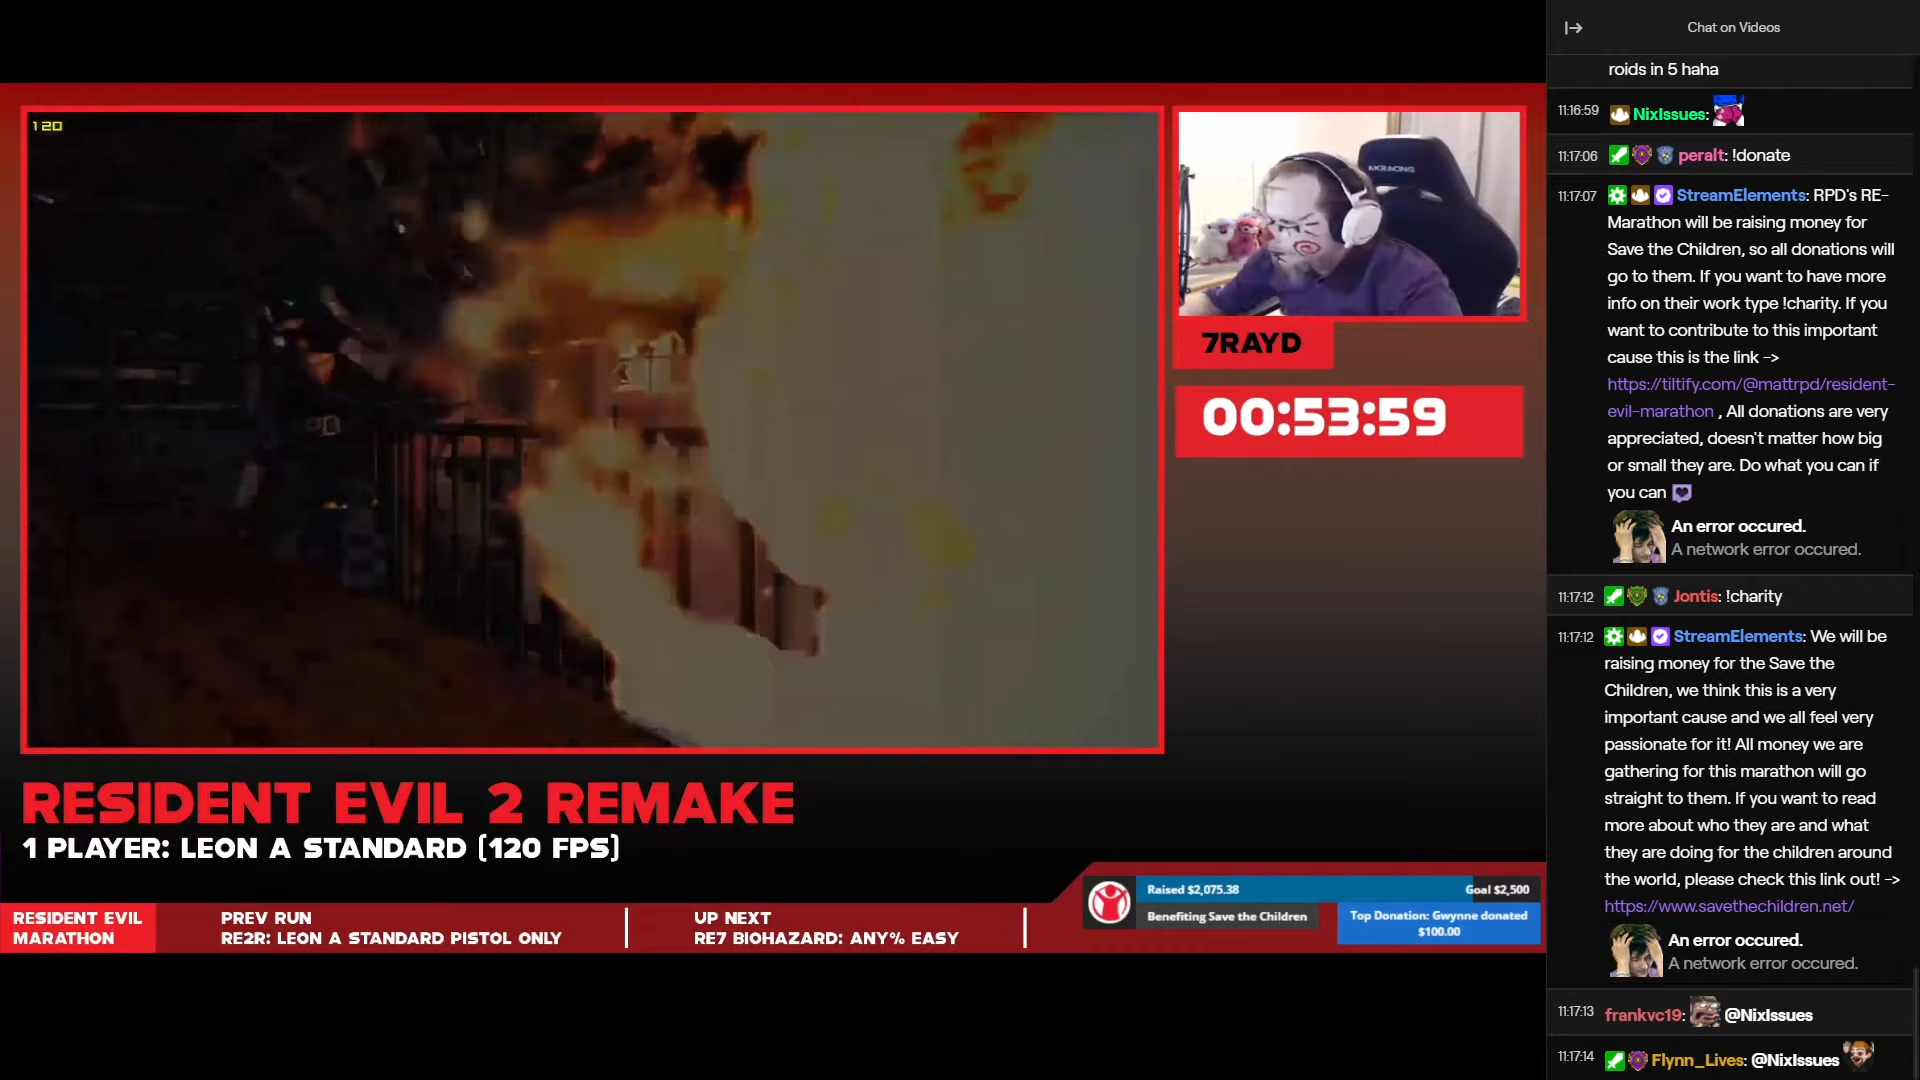 120
7RAYD
00:53:59
RESIDENT EVIL 2 REMAKE
1 PLAYER: LEON A STANDARD (120 FPS)
RESIDENT EVIL
MARATHON
PREV RUN
RE2R: LEON A STANDARD PISTOL ONLY
UP NEXT
RE7 BIOHAZARD: ANY% EASY
Raised $2,075.38
Goal $2,500
Benefiting Save the Children
Top Donation: Gwynne donated
$100.00
Chat on Videos
roids in 5 haha
11:16:59 NixIssues:
11:17:06 peralt: !donate
11:17:07 StreamElements: RPD's RE-
Marathon will be raising money for
Save the Children, so all donations will
go to them. If you want to have more
info on their work type !charity. If you
want to contribute to this important
cause this is the link ->
https://tiltify.com/@mattrpd/resident-
evil-marathon , All donations are very
appreciated, doesn't matter how big
or small they are. Do what you can if
you can
An error occured.
A network error occured.
11:17:12 Jontis: !charity
11:17:12 StreamElements: We will be
raising money for the Save the
Children, we think this is a very
important cause and we all feel very
passionate for it! All money we are
gathering for this marathon will go
straight to them. If you want to read
more about who they are and what
they are doing for the children around
the world, please check this link out! ->
https://www.savethechildren.net/
An error occured.
A network error occured.
11:17:13 frankvc19: @NixIssues
11:17:14 Flynn_Lives: @NixIssues